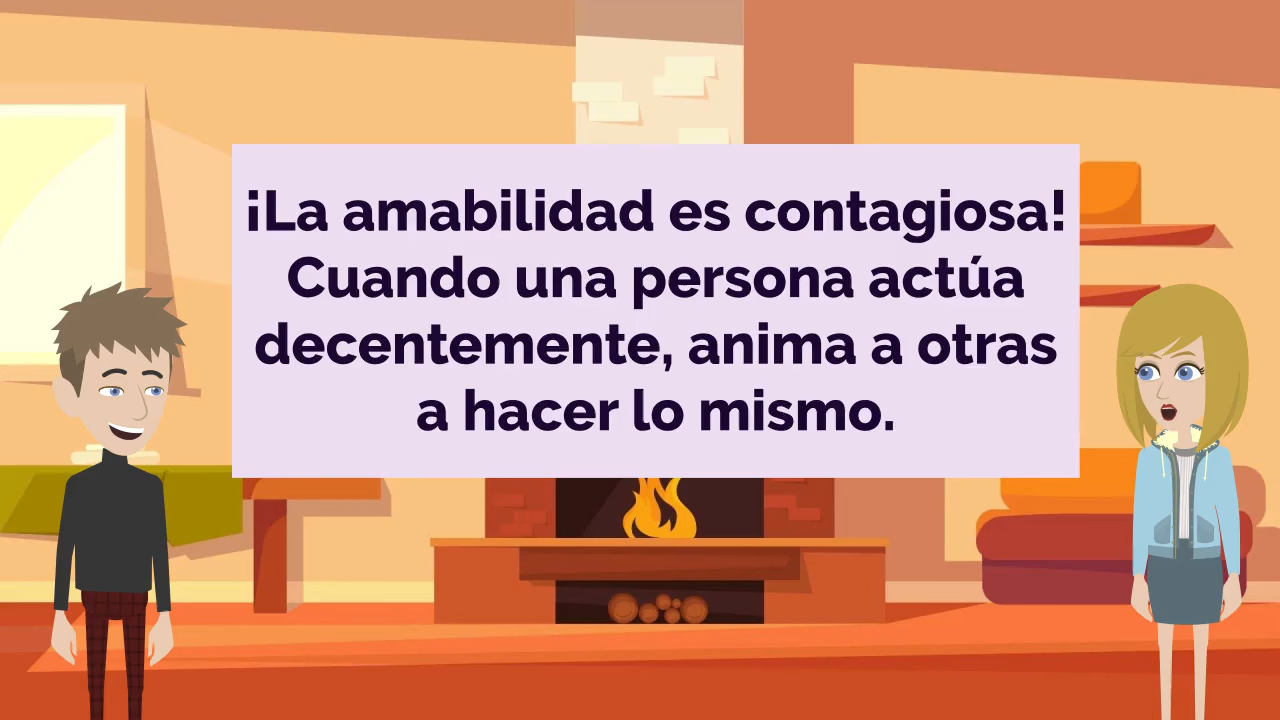 ¡La amabilidad es contagiosa!
Cuando una persona actúa
decentemente, anima a otras
a hacer lo mismo.